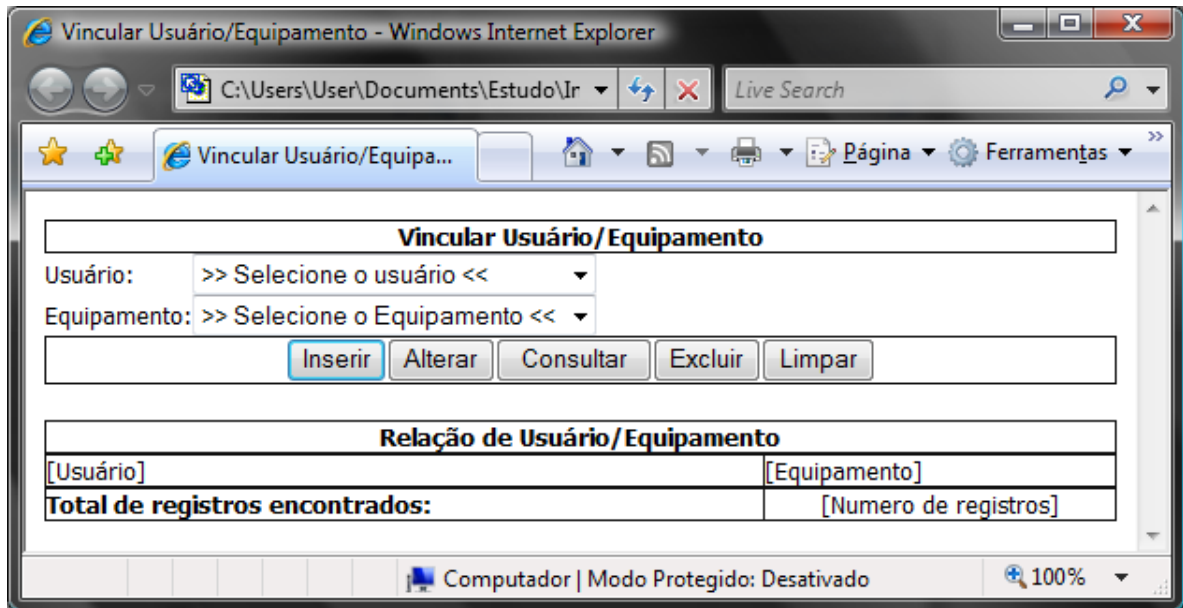 Vincular Usuário/Equipamento - Windows Internet Explorer
C:\Users\User\Documents\Estudo\Ir
Live Search
Vincular Usuário/Equipa...
Página
Ferramentas
Vincular Usuário/Equipamento
Usuário: >> Selecione o usuário <<
Equipamento: >> Selecione o Equipamento <<
Inserir Alterar Consultar Excluir Limpar
Relação de Usuário/Equipamento
[Usuário] [Equipamento]
Total de registros encontrados: [Numero de registros]
Computador | Modo Protegido: Desativado 100%